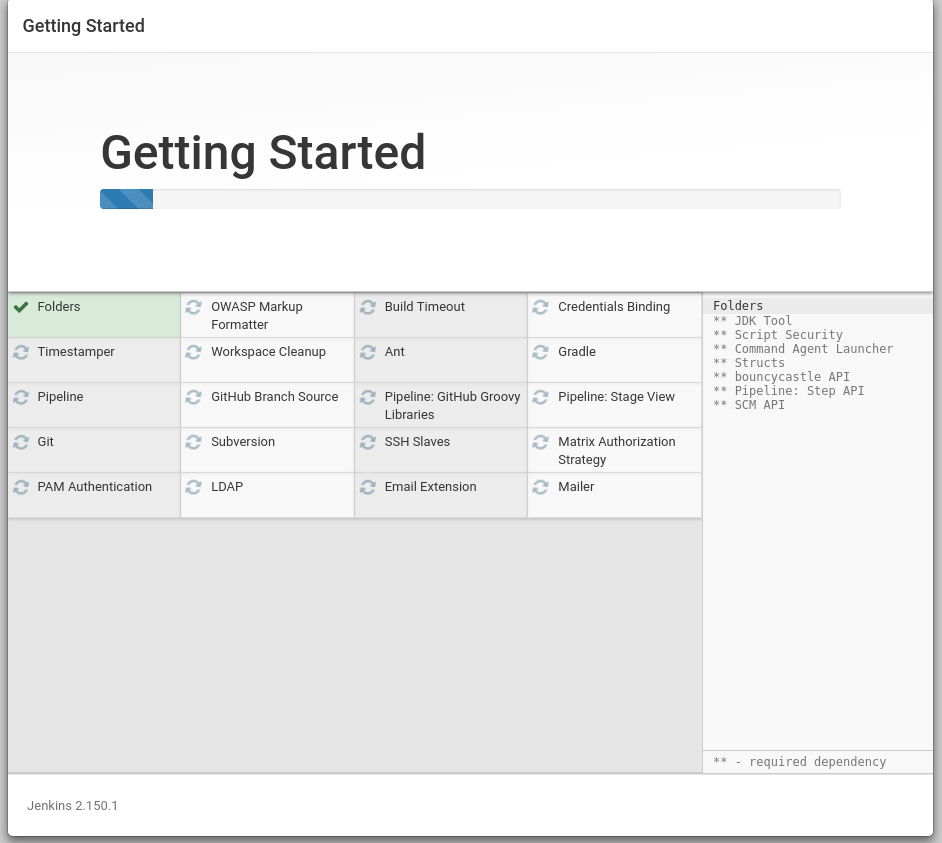 Getting Started
Getting Started
Folders
OWASP Markup
Formatter
Build Timeout
Credentials Binding
Timestamper
Workspace Cleanup
Ant
Gradle
Pipeline
GitHub Branch Source
Pipeline: GitHub Groovy
Libraries
Pipeline: Stage View
Git
Subversion
SSH Slaves
Matrix Authorization
Strategy
PAM Authentication
LDAP
Email Extension
Mailer
Folders
** JDK Tool
** Script Security
** Command Agent Launcher
** Structs
** bouncycastle API
** Pipeline: Step API
** SCM API
** - required dependency
Jenkins 2.150.1